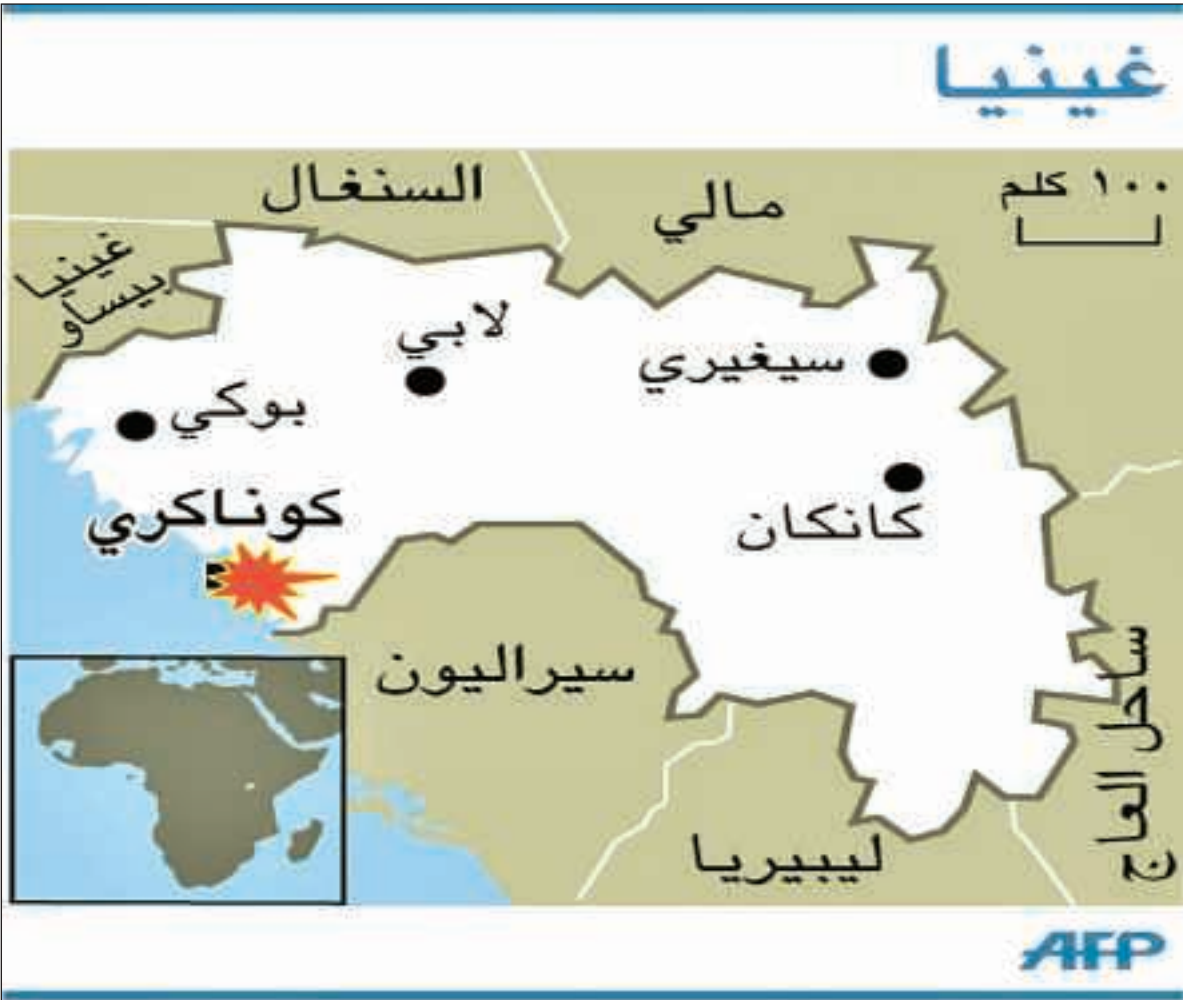 غينيا
١٠٠ كلم
مالي
السنغال
غينيا
بيساو
لابي
سيغيري
بوكي
كانكان
كوناكري
سيراليون
ساحل العاج
ليبيريا
AFP